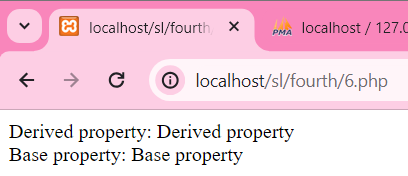 localhost/sl/fourth,
PMA
localhost / 127.0
localhost/sl/fourth/6.php
Derived property: Derived property
Base property: Base property